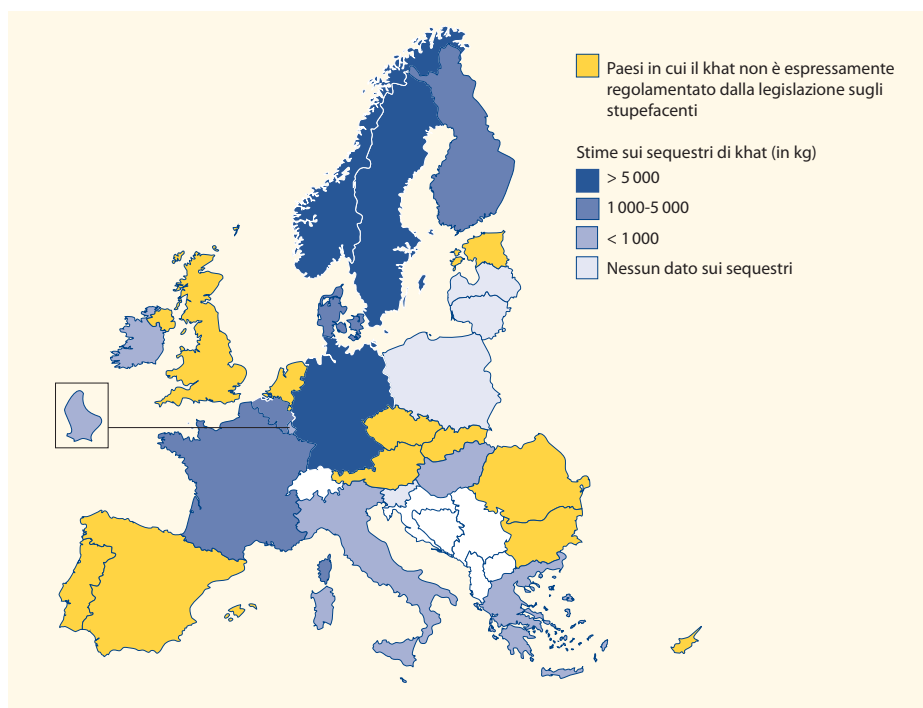 Paesi in cui il khat non è espressamente
regolamentato dalla legislazione sugli
stupefacenti
Stime sui sequestri di khat (in kg)
> 5 000
1 000-5 000
< 1 000
Nessun dato sui sequestri